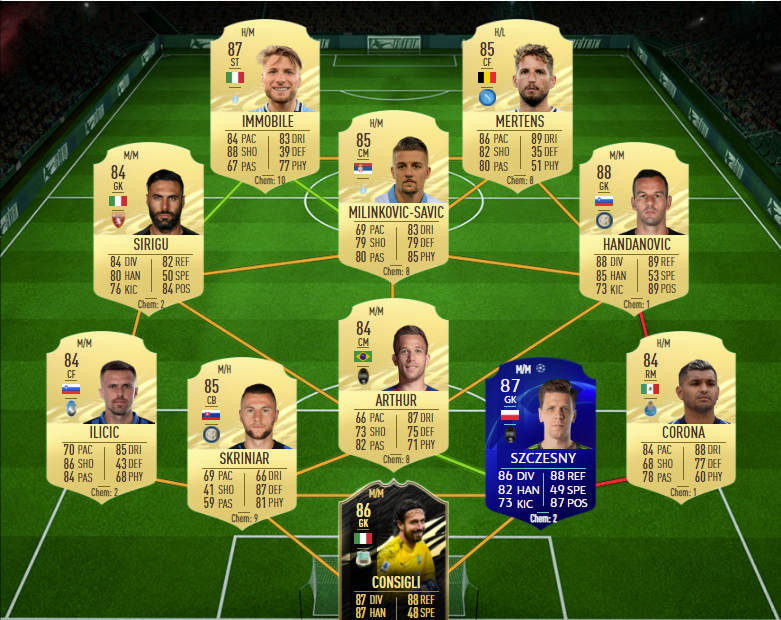 H/M
87
ST
IMMOBILE
84 PAC 83 DRI
88 SHO 39 DEF
67 PAS 77 PHY
Chem: 10
H/L
85
CF
MERTENS
86 PAC 89 DRI
82 SHO 35 DEF
80 PAS 51 PHY
Chem: 8
M/M
84
GK
SIRIGU
84 DIV 82 REF
80 HAN 50 SPE
76 KIC 84 POS
Chem: 2
H/M
85
CM
MILINKOVIC-SAVIC
69 PAC 83 DRI
79 SHO 79 DEF
80 PAS 85 PHY
Chem: 8
M/M
88
GK
HANDANOVIC
88 DIV 89 REF
85 HAN 53 SPE
73 KIC 89 POS
Chem: 1
M/M
84
CF
ILICIC
70 PAC 85 DRI
86 SHO 43 DEF
84 PAS 68 PHY
Chem: 2
M/H
85
CB
SKRINIAR
69 PAC 66 DRI
41 SHO 87 DEF
59 PAS 81 PHY
Chem: 9
M/M
84
CM
ARTHUR
66 PAC 87 DRI
73 SHO 75 DEF
82 PAS 71 PHY
Chem: 8
M/M
87
GK
SZCZESNY
86 DIV 88 REF
82 HAN 49 SPE
73 KIC 87 POS
Chem: 2
M/M
84
RM
CORONA
84 PAC 88 DRI
68 SHO 77 DEF
78 PAS 60 PHY
Chem: 1
M/M
86
GK
CONSIGLI
87 DIV 88 REF
87 HAN 48 SPE